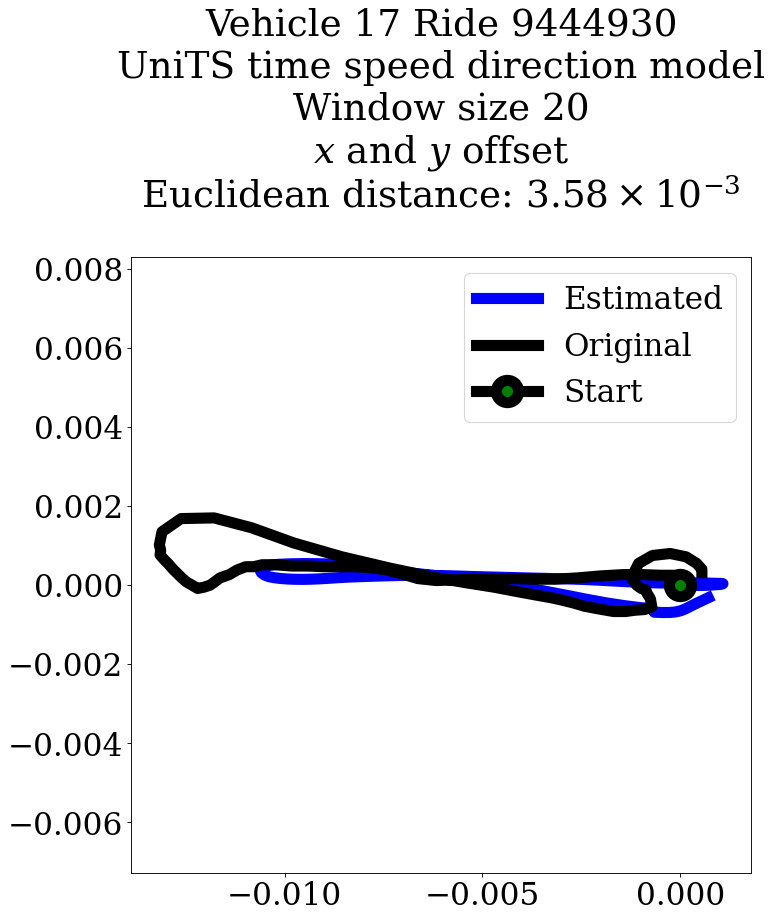 Vehicle 17 Ride 9444930
UniTS time speed direction model
Window size 20
x and y offset
Euclidean distance: 3.58 × 10⁻³
0.008
0.006
0.004
0.002
0.000
−0.002
−0.004
−0.006
Estimated
Original
Start
−0.010
−0.005
0.000